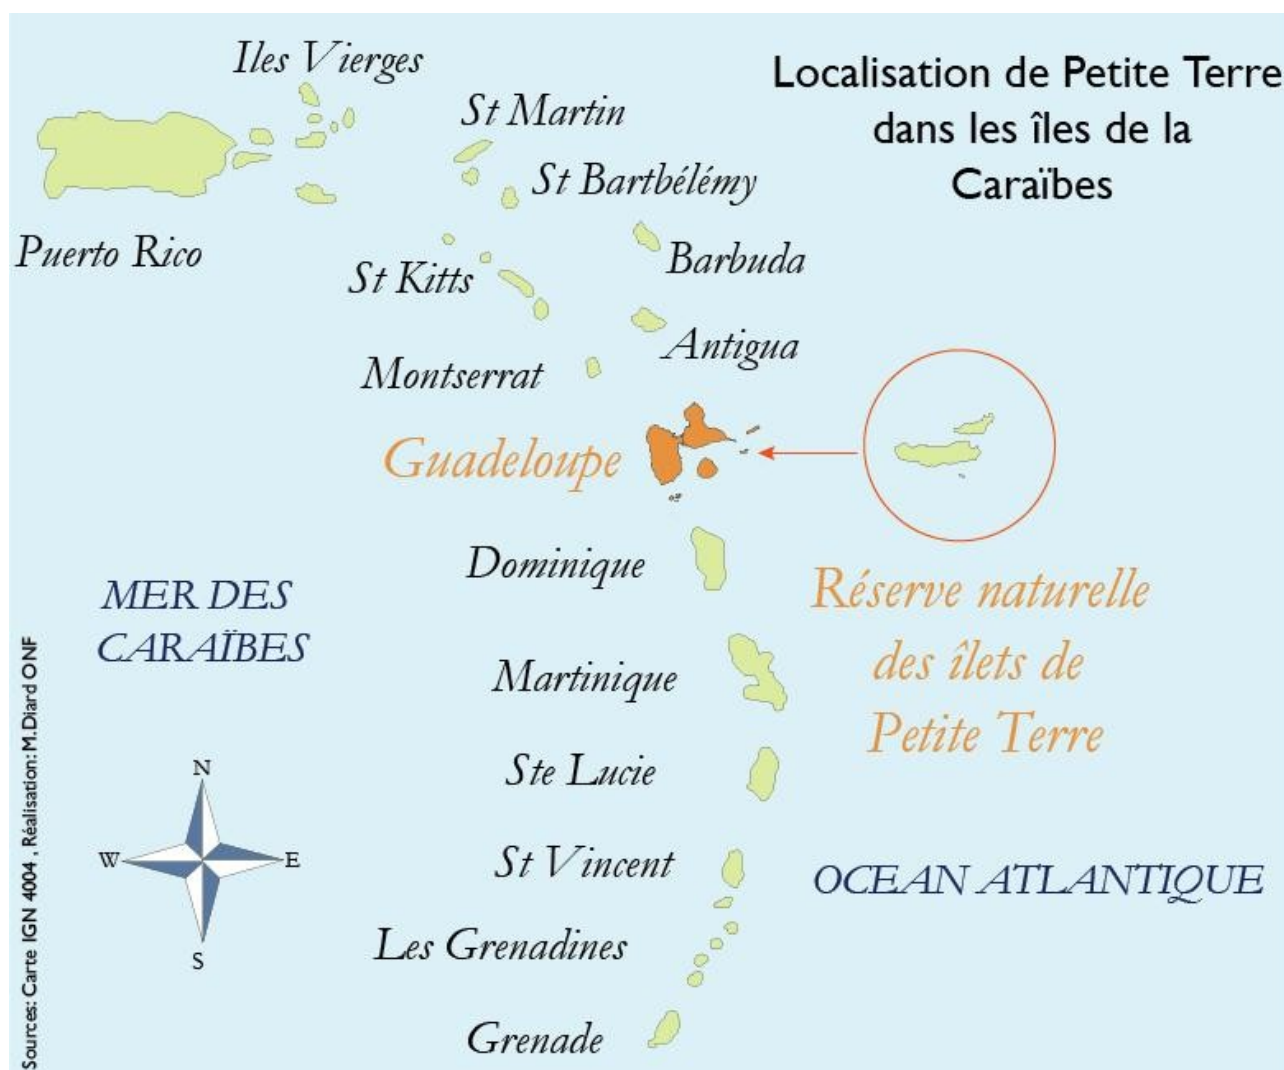 Iles Vierges
Localisation de Petite Terre
dans les îles de la
Caraïbes
St Martin
St Bartbélémy
Puerto Rico
Barbuda
St Kitts
Antigua
Montserrat
Guadeloupe
Dominique
Réserve naturelle
des îlets de
Petite Terre
MER DES
CARAÏBES
Martinique
Ste Lucie
N
W
E
S
St Vincent
OCEAN ATLANTIQUE
Les Grenadines
Grenade
Sources: Carte IGN 4004 , Réalisation: M.Diard ONF